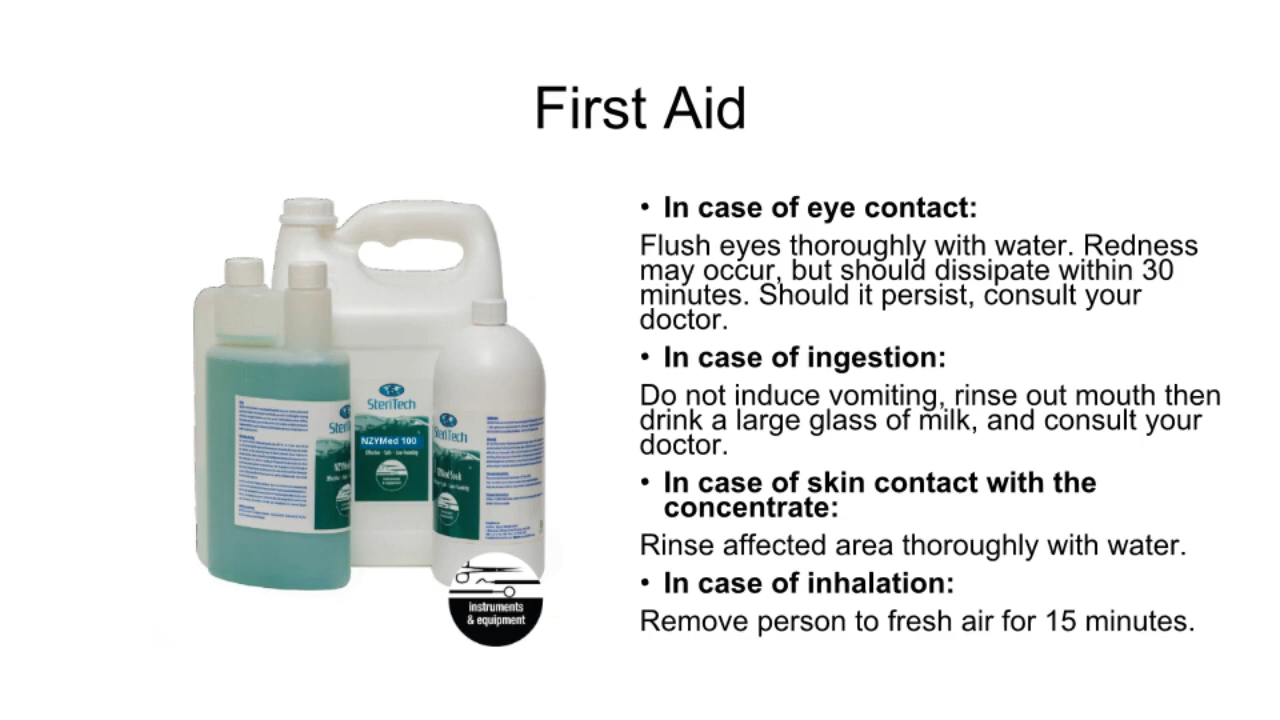 First Aid
• In case of eye contact:
Flush eyes thoroughly with water. Redness
may occur, but should dissipate within 30
minutes. Should it persist, consult your
doctor.
• In case of ingestion:
Do not induce vomiting, rinse out mouth then
drink a large glass of milk, and consult your
doctor.
• In case of skin contact with the
concentrate:
Rinse affected area thoroughly with water.
• In case of inhalation:
Remove person to fresh air for 15 minutes.
SteriTech
NZYMed 100
Effective - Safe - Low Foaming
SteriTech
instruments
& equipment